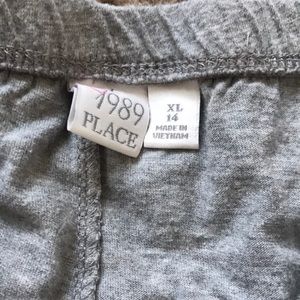 1989
PLACE
XL
14
MADE IN
VIETNAM